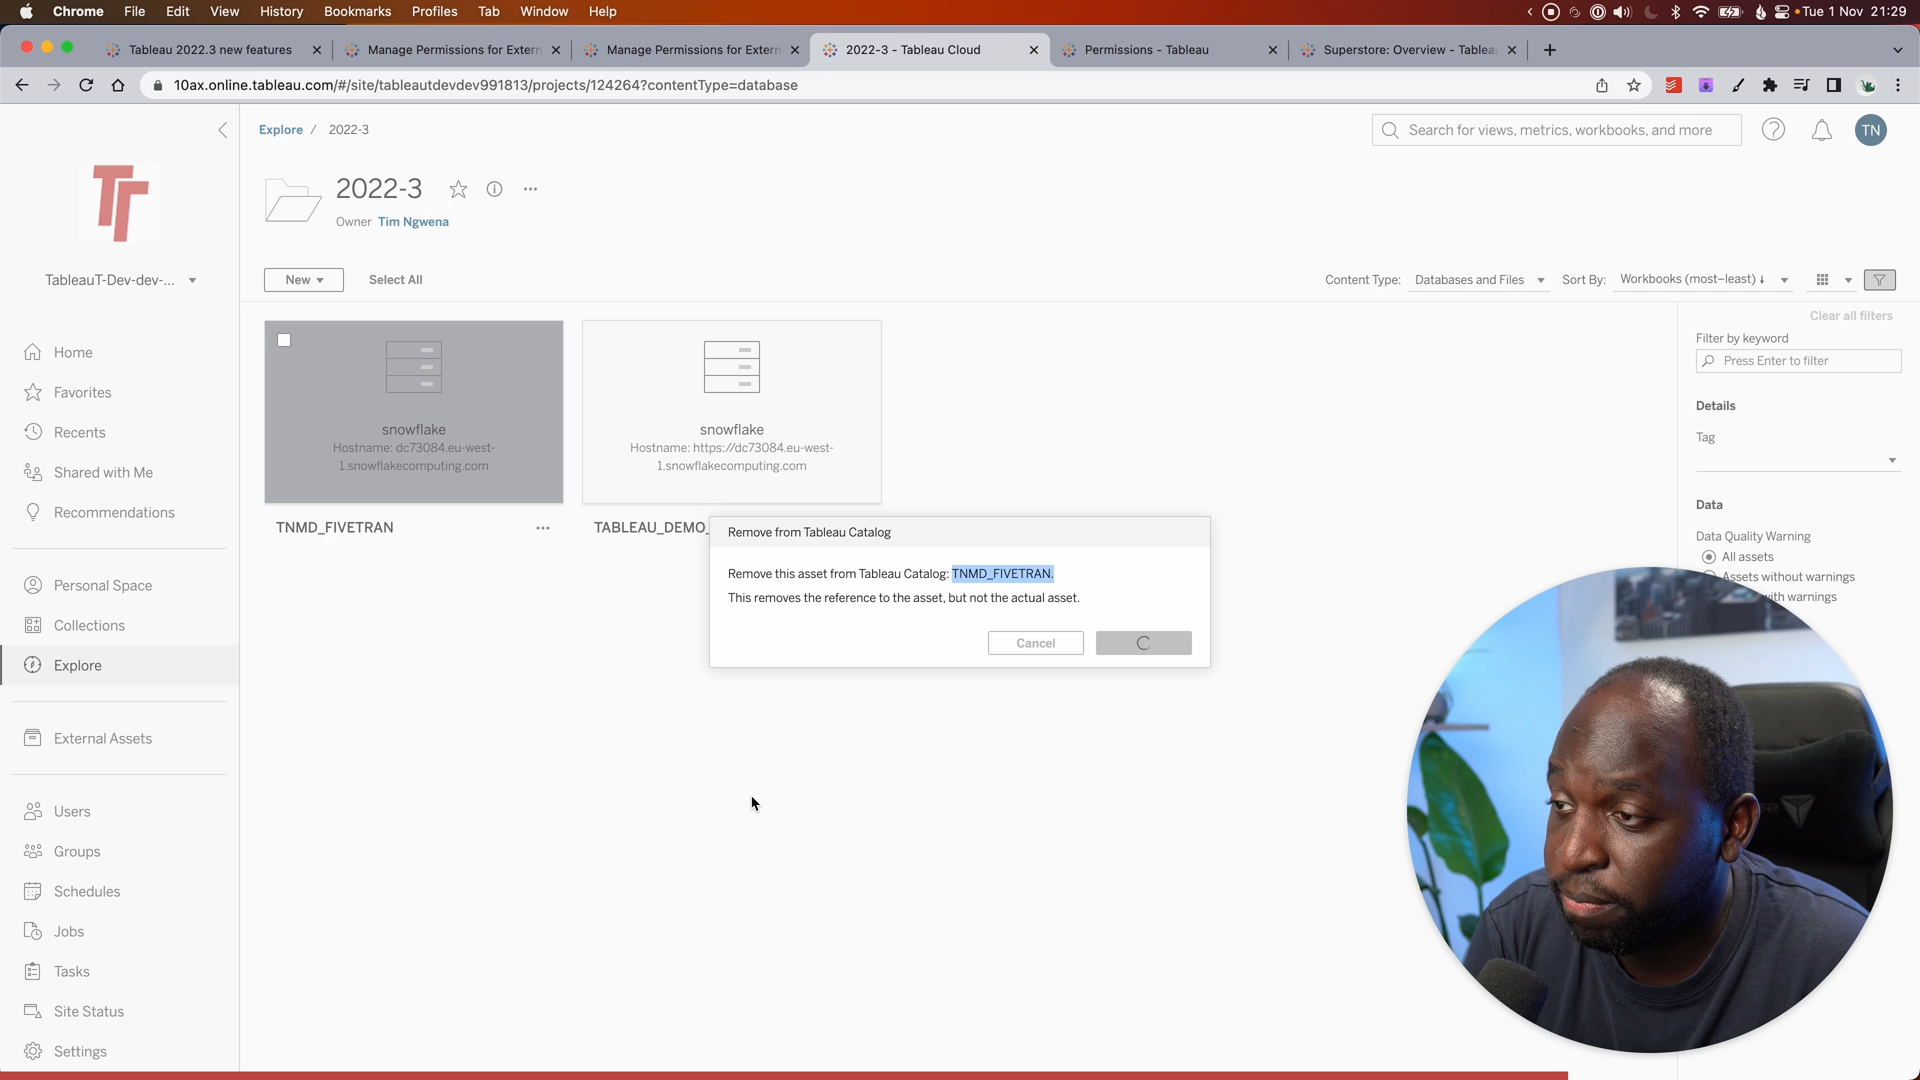 Chrome File Edit View History Bookmarks Profiles Tab Window Help Tue 1 Nov 21:29
Tableau 2022.3 new features
Manage Permissions for Extern
Manage Permissions for Extern
2022-3 - Tableau Cloud
Permissions - Tableau
Superstore: Overview - Tablea
10ax.online.tableau.com/#/site/tableautdevdev991813/projects/124264?contentType=database
Explore / 2022-3
Search for views, metrics, workbooks, and more
TN
2022-3
Owner Tim Ngwena
TableauT-Dev-dev-...
New
Select All
Content Type: Databases and Files
Sort By: Workbooks (most–least) ↓
Home
Favorites
Recents
Shared with Me
Recommendations
Personal Space
Collections
Explore
External Assets
Users
Groups
Schedules
Jobs
Tasks
Site Status
Settings
snowflake
Hostname: dc73084.eu-west-
1.snowflakecomputing.com
TNMD_FIVETRAN
snowflake
Hostname: https://dc73084.eu-west-
1.snowflakecomputing.com
TABLEAU_DEMO_
Remove from Tableau Catalog
Remove this asset from Tableau Catalog: TNMD_FIVETRAN.
This removes the reference to the asset, but not the actual asset.
Cancel
Clear all filters
Filter by keyword
Press Enter to filter
Details
Tag
Data
Data Quality Warning
All assets
Assets without warnings
with warnings